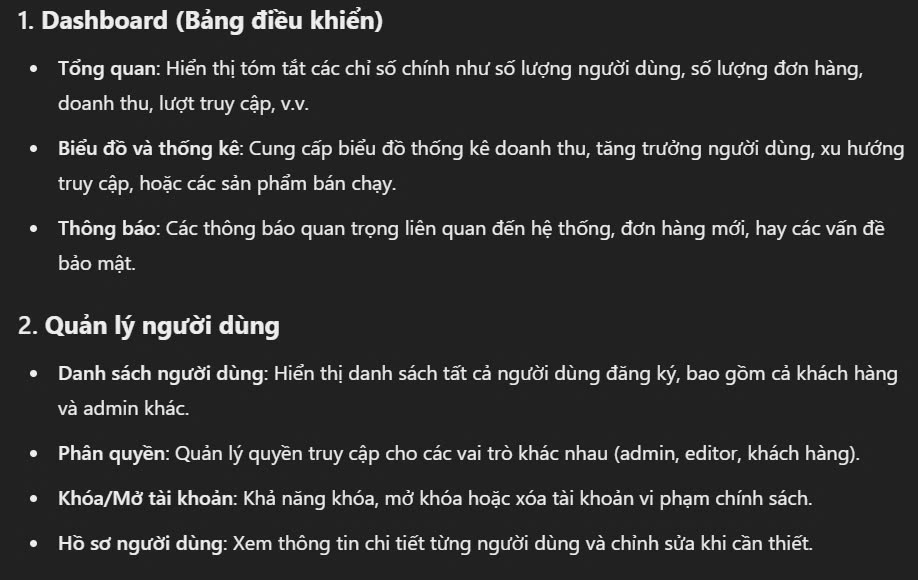 1. Dashboard (Bảng điều khiển)
• Tổng quan: Hiển thị tóm tắt các chỉ số chính như số lượng người dùng, số lượng đơn hàng,
doanh thu, lượt truy cập, v.v.
• Biểu đồ và thống kê: Cung cấp biểu đồ thống kê doanh thu, tăng trưởng người dùng, xu hướng
truy cập, hoặc các sản phẩm bán chạy.
• Thông báo: Các thông báo quan trọng liên quan đến hệ thống, đơn hàng mới, hay các vấn đề
bảo mật.
2. Quản lý người dùng
• Danh sách người dùng: Hiển thị danh sách tất cả người dùng đăng ký, bao gồm cả khách hàng
và admin khác.
• Phân quyền: Quản lý quyền truy cập cho các vai trò khác nhau (admin, editor, khách hàng).
• Khóa/Mở tài khoản: Khả năng khóa, mở khóa hoặc xóa tài khoản vi phạm chính sách.
• Hồ sơ người dùng: Xem thông tin chi tiết từng người dùng và chỉnh sửa khi cần thiết.